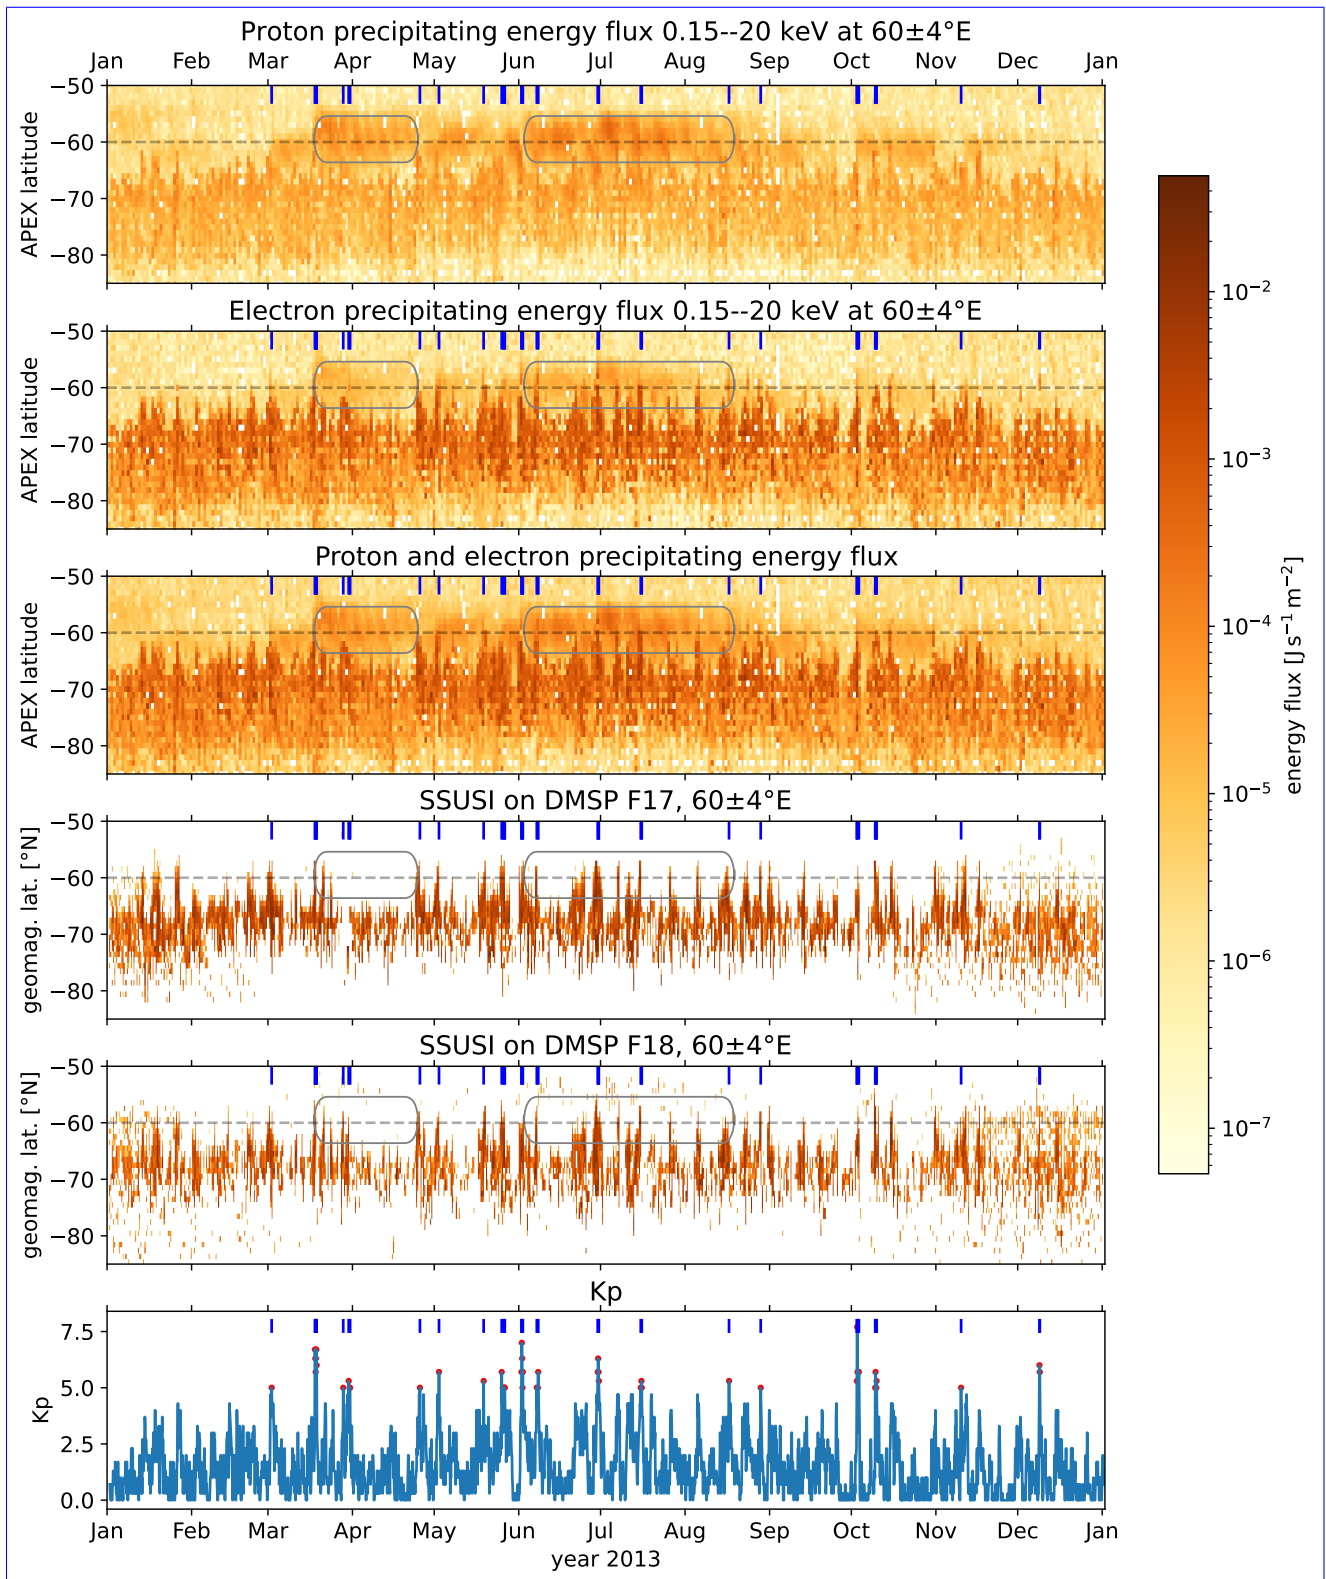 Proton precipitating energy flux 0.15--20 keV at 60±4°E
Jan Feb Mar Apr May Jun Jul Aug Sep Oct Nov Dec Jan
−50
−60
−70
−80
APEX latitude
Electron precipitating energy flux 0.15--20 keV at 60±4°E
−50
−60
−70
−80
APEX latitude
Proton and electron precipitating energy flux
−50
−60
−70
−80
APEX latitude
SSUSI on DMSP F17, 60±4°E
−50
−60
−70
−80
geomag. lat. [°N]
SSUSI on DMSP F18, 60±4°E
−50
−60
−70
−80
geomag. lat. [°N]
Kp
7.5
5.0
2.5
0.0
Kp
Jan Feb Mar Apr May Jun Jul Aug Sep Oct Nov Dec Jan
year 2013
10⁻²
10⁻³
10⁻⁴
10⁻⁵
10⁻⁶
10⁻⁷
energy flux [J s⁻¹ m⁻²]